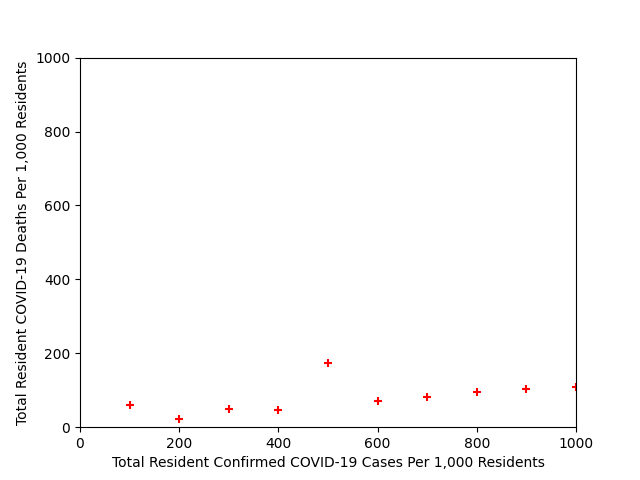 1000
800
600
400
200
0
Total Resident COVID-19 Deaths Per 1,000 Residents
0 200 400 600 800 1000
Total Resident Confirmed COVID-19 Cases Per 1,000 Residents